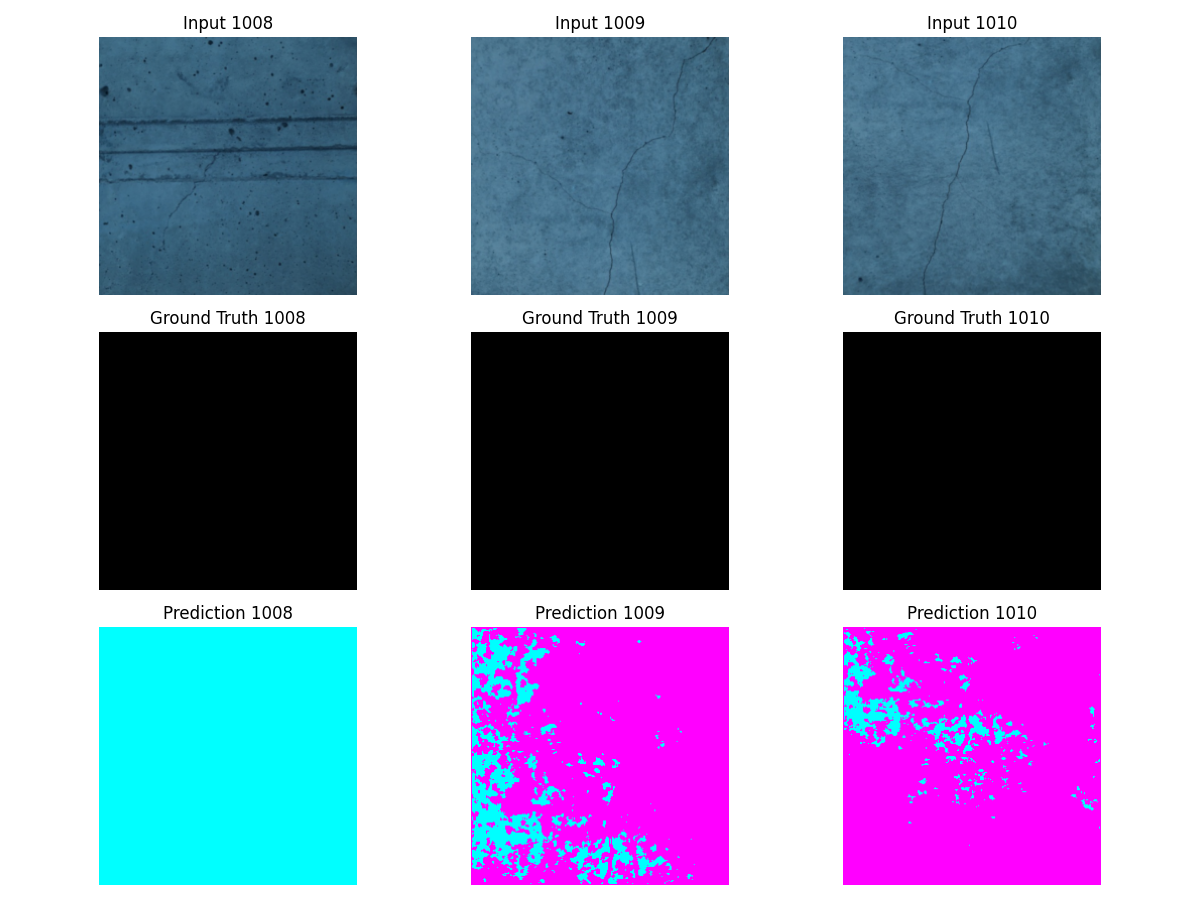 Input 1008
Input 1009
Input 1010
Ground Truth 1008
Ground Truth 1009
Ground Truth 1010
Prediction 1008
Prediction 1009
Prediction 1010